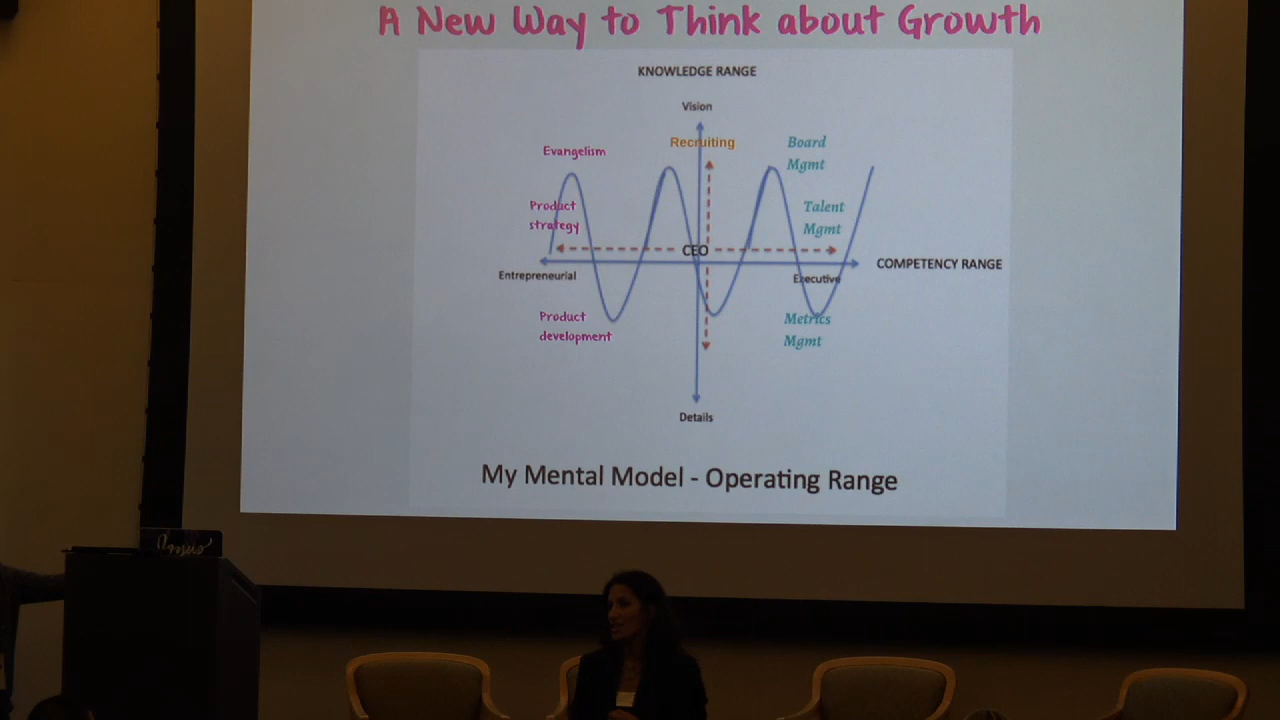 A New Way to Think about Growth
KNOWLEDGE RANGE
Vision
Recruiting
Board
Mgmt
Evangelism
Product
strategy
Talent
Mgmt
CEO
COMPETENCY RANGE
Entrepreneurial
Executive
Product
development
Metrics
Mgmt
Details
My Mental Model - Operating Range